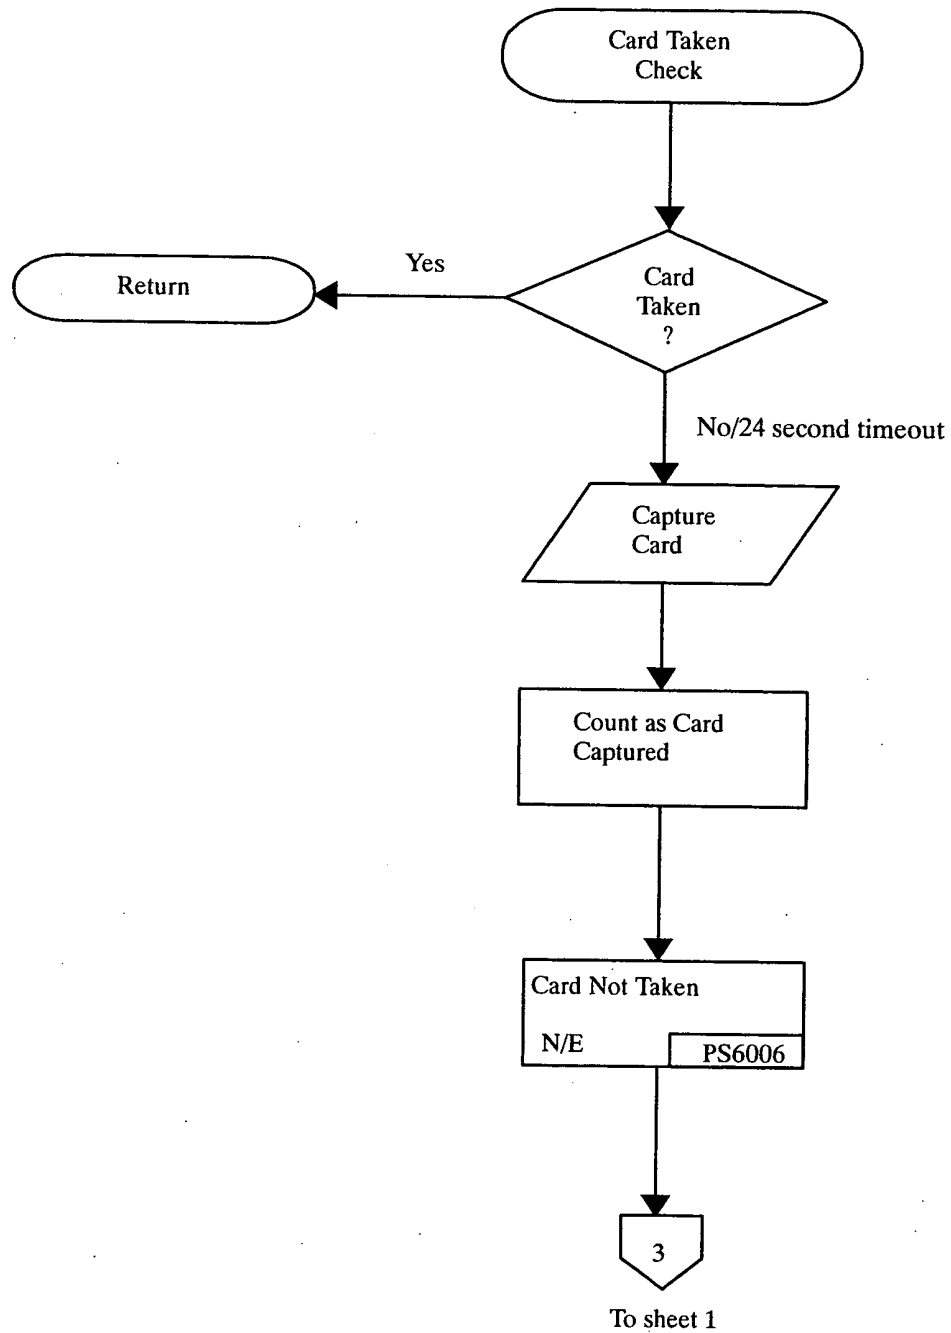 Card Taken
Check
Yes
Return
Card
Taken
?
No/24 second timeout
Capture
Card
Count as Card
Captured
Card Not Taken
N/E
PS6006
3
To sheet 1